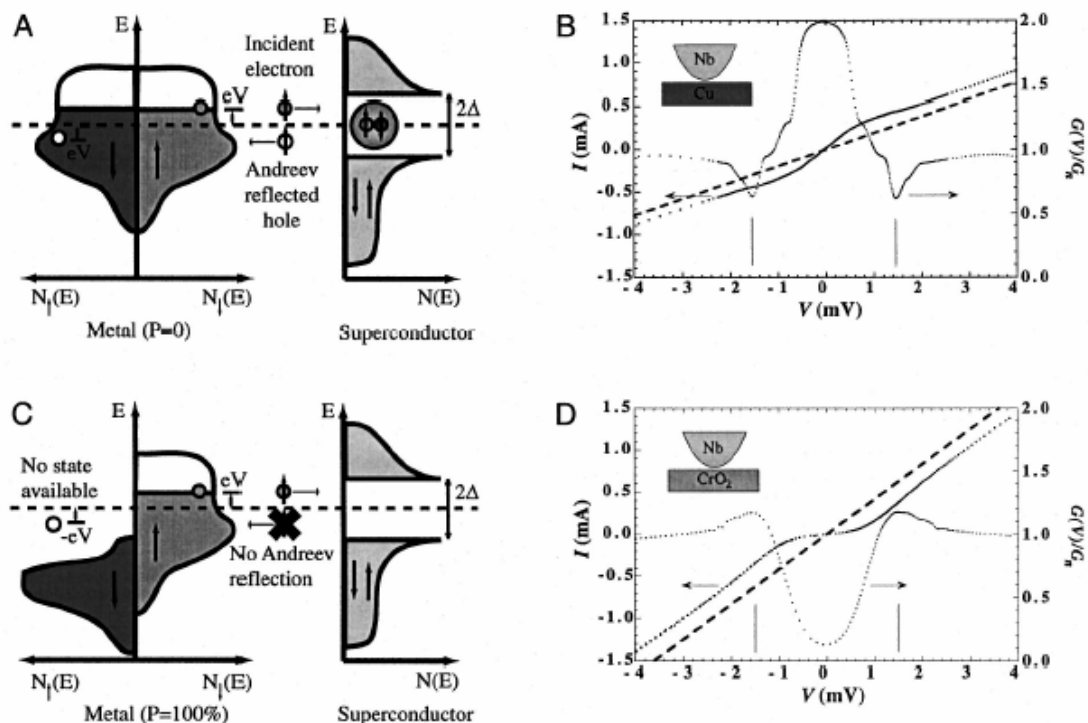 A
E
Incident
electron
E
eV
2Δ
eV
Andreev
reflected
hole
N↑(E)
N↓(E)
N(E)
Metal (P=0)
Superconductor
B
1.5
1.0
0.5
0.0
-0.5
-1.0
-1.5
I (mA)
Nb
Cu
2.0
1.5
1.0
0.5
0.0
G(V)/Gn
-4 -3 -2 -1 0 1 2 3 4
V (mV)
C
E
E
No state
available
eV
2Δ
-eV
No Andreev
reflection
N↑(E)
N↓(E)
N(E)
Metal (P=100%)
Superconductor
D
1.5
1.0
0.5
0.0
-0.5
-1.0
-1.5
I (mA)
Nb
CrO2
2.0
1.5
1.0
0.5
0.0
G(V)/Gn
-4 -3 -2 -1 0 1 2 3 4
V (mV)